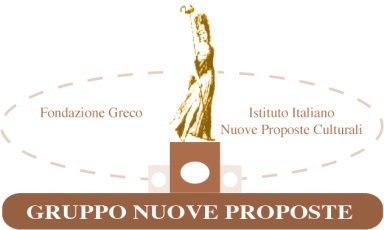 Fondazione Greco
Istituto Italiano
Nuove Proposte Culturali
GRUPPO NUOVE PROPOSTE